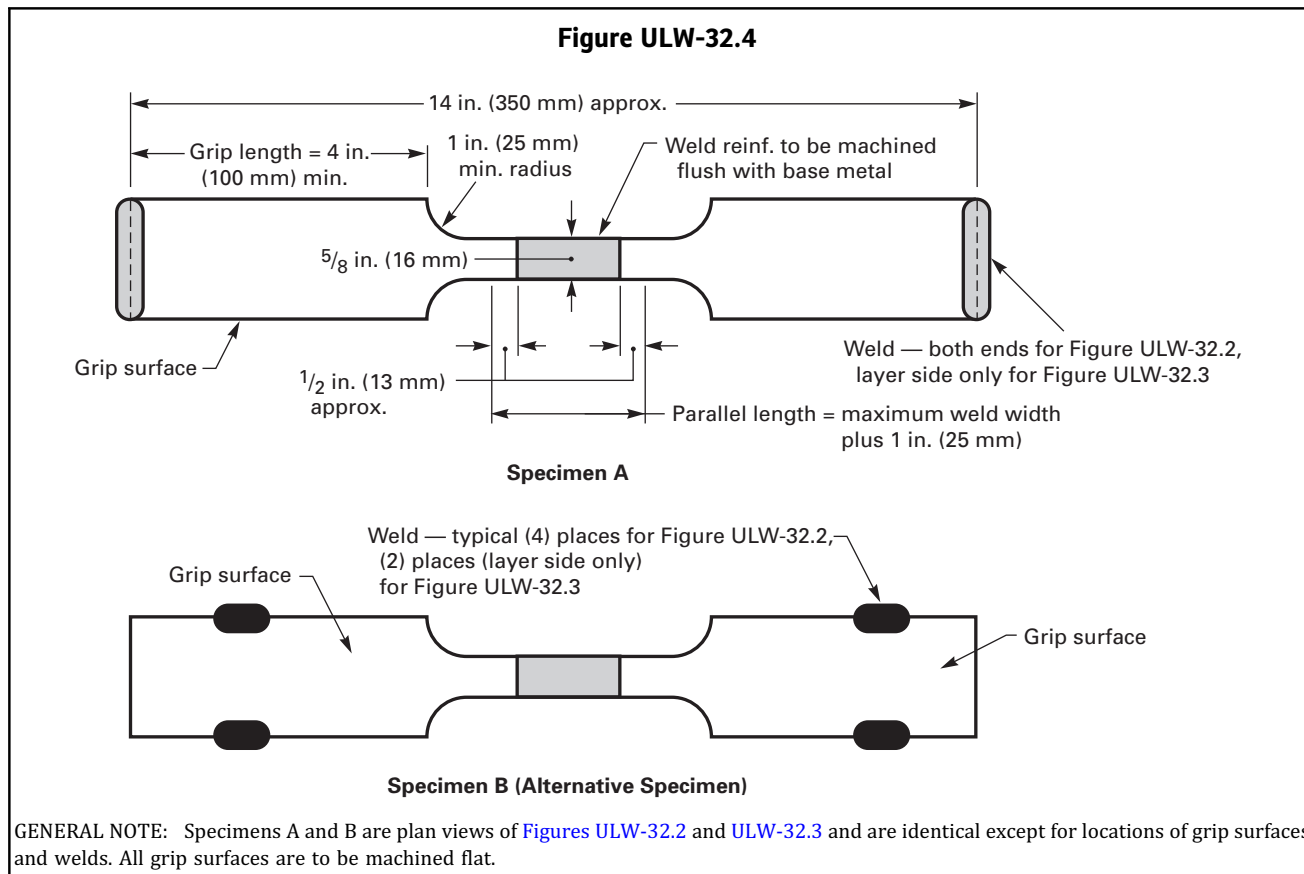 Figure ULW-32.4
14 in. (350 mm) approx.
Grip length = 4 in.
(100 mm) min.
1 in. (25 mm)
min. radius
Weld reinf. to be machined
flush with base metal
5/8 in. (16 mm)
Grip surface
1/2 in. (13 mm)
approx.
Weld — both ends for Figure ULW-32.2,
layer side only for Figure ULW-32.3
Parallel length = maximum weld width
plus 1 in. (25 mm)
Specimen A
Weld — typical (4) places for Figure ULW-32.2,
(2) places (layer side only)
for Figure ULW-32.3
Grip surface
Grip surface
Specimen B (Alternative Specimen)
GENERAL NOTE: Specimens A and B are plan views of Figures ULW-32.2 and ULW-32.3 and are identical except for locations of grip surfaces
and welds. All grip surfaces are to be machined flat.